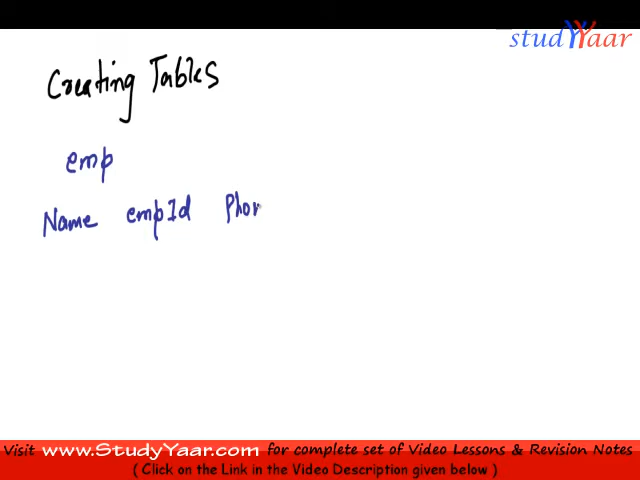 studYYaar
Creating Tables
emp
Name empId Phon
Visit www.StudyYaar.com for complete set of Video Lessons & Revision Notes
( Click on the Link in the Video Description given below )